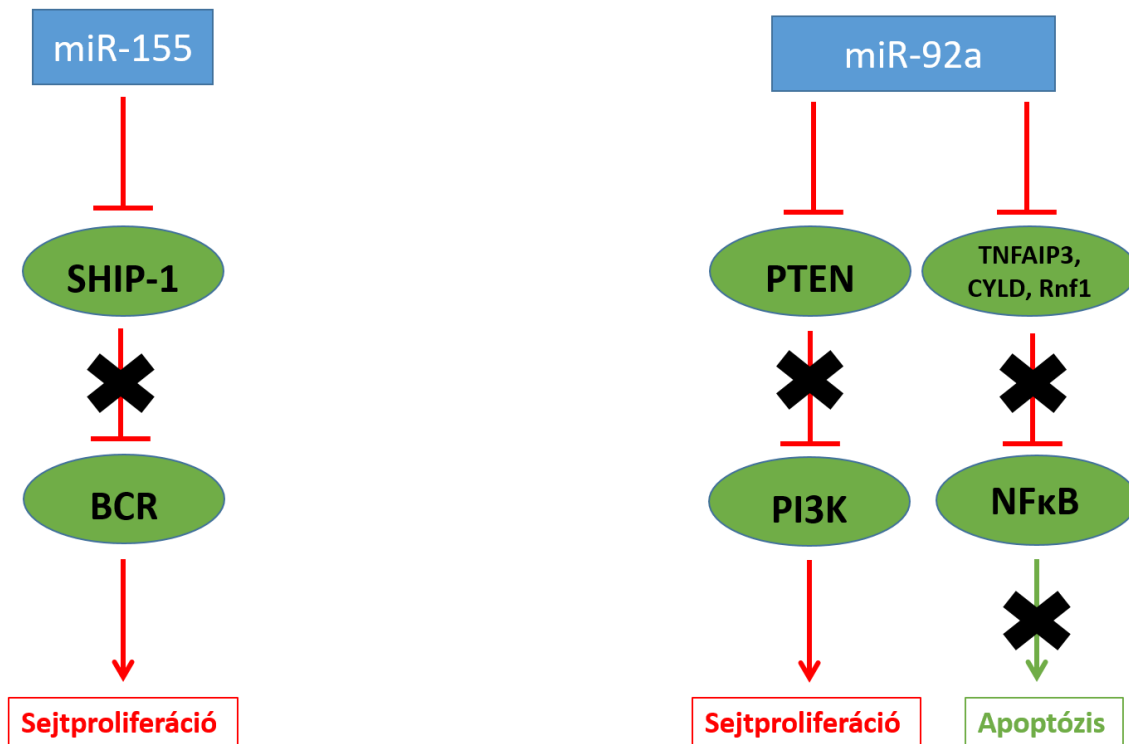 miR-155
miR-92a
SHIP-1
PTEN
TNFAIP3,
CYLD, Rnf1
BCR
PI3K
NFκB
Sejtproliferáció
Sejtproliferáció
Apoptózis